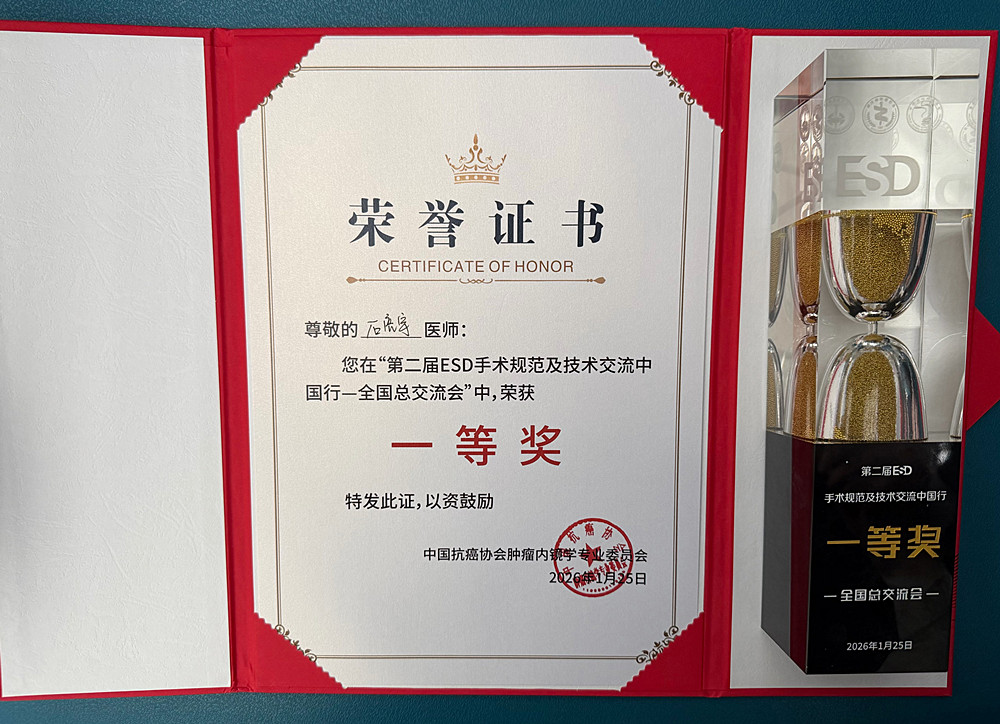 荣誉证书
CERTIFICATE OF HONOR
尊敬的 医师：
您在“第二届ESD手术规范及技术交流中
国行—全国总交流会”中，荣获
一等奖
特发此证，以资鼓励
中国抗癌协会肿瘤内镜学专业委员会
2026年1月25日
ESD
第二届ESD
手术规范及技术交流中国行
一等奖
—全国总交流会—
2026年1月25日